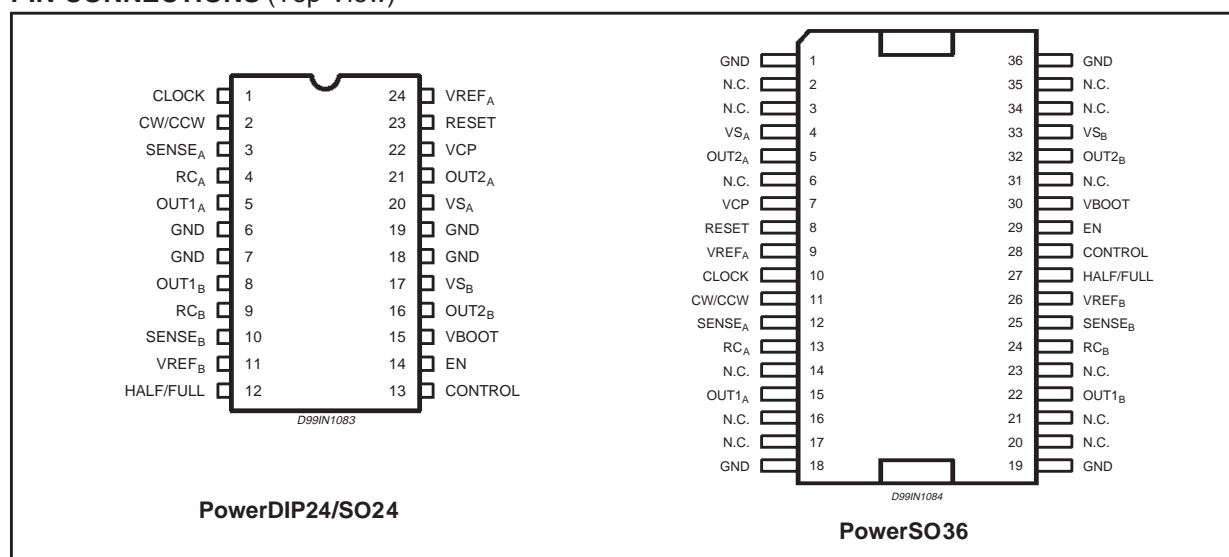 PIN CONNECTIONS (Top View)
CLOCK 1 24 VREFA
CW/CCW 2 23 RESET
SENSEA 3 22 VCP
RCA 4 21 OUT2A
OUT1A 5 20 VSA
GND 6 19 GND
GND 7 18 GND
OUT1B 8 17 VSB
RCB 9 16 OUT2B
SENSEB 10 15 VBOOT
VREFB 11 14 EN
HALF/FULL 12 13 CONTROL
D99IN1083
PowerDIP24/SO24
GND 1 36 GND
N.C. 2 35 N.C.
N.C. 3 34 N.C.
VSA 4 33 VSB
OUT2A 5 32 OUT2B
N.C. 6 31 N.C.
VCP 7 30 VBOOT
RESET 8 29 EN
VREFA 9 28 CONTROL
CLOCK 10 27 HALF/FULL
CW/CCW 11 26 VREFB
SENSEA 12 25 SENSEB
RCA 13 24 RCB
N.C. 14 23 N.C.
OUT1A 15 22 OUT1B
N.C. 16 21 N.C.
N.C. 17 20 N.C.
GND 18 19 GND
D99IN1084
PowerSO36